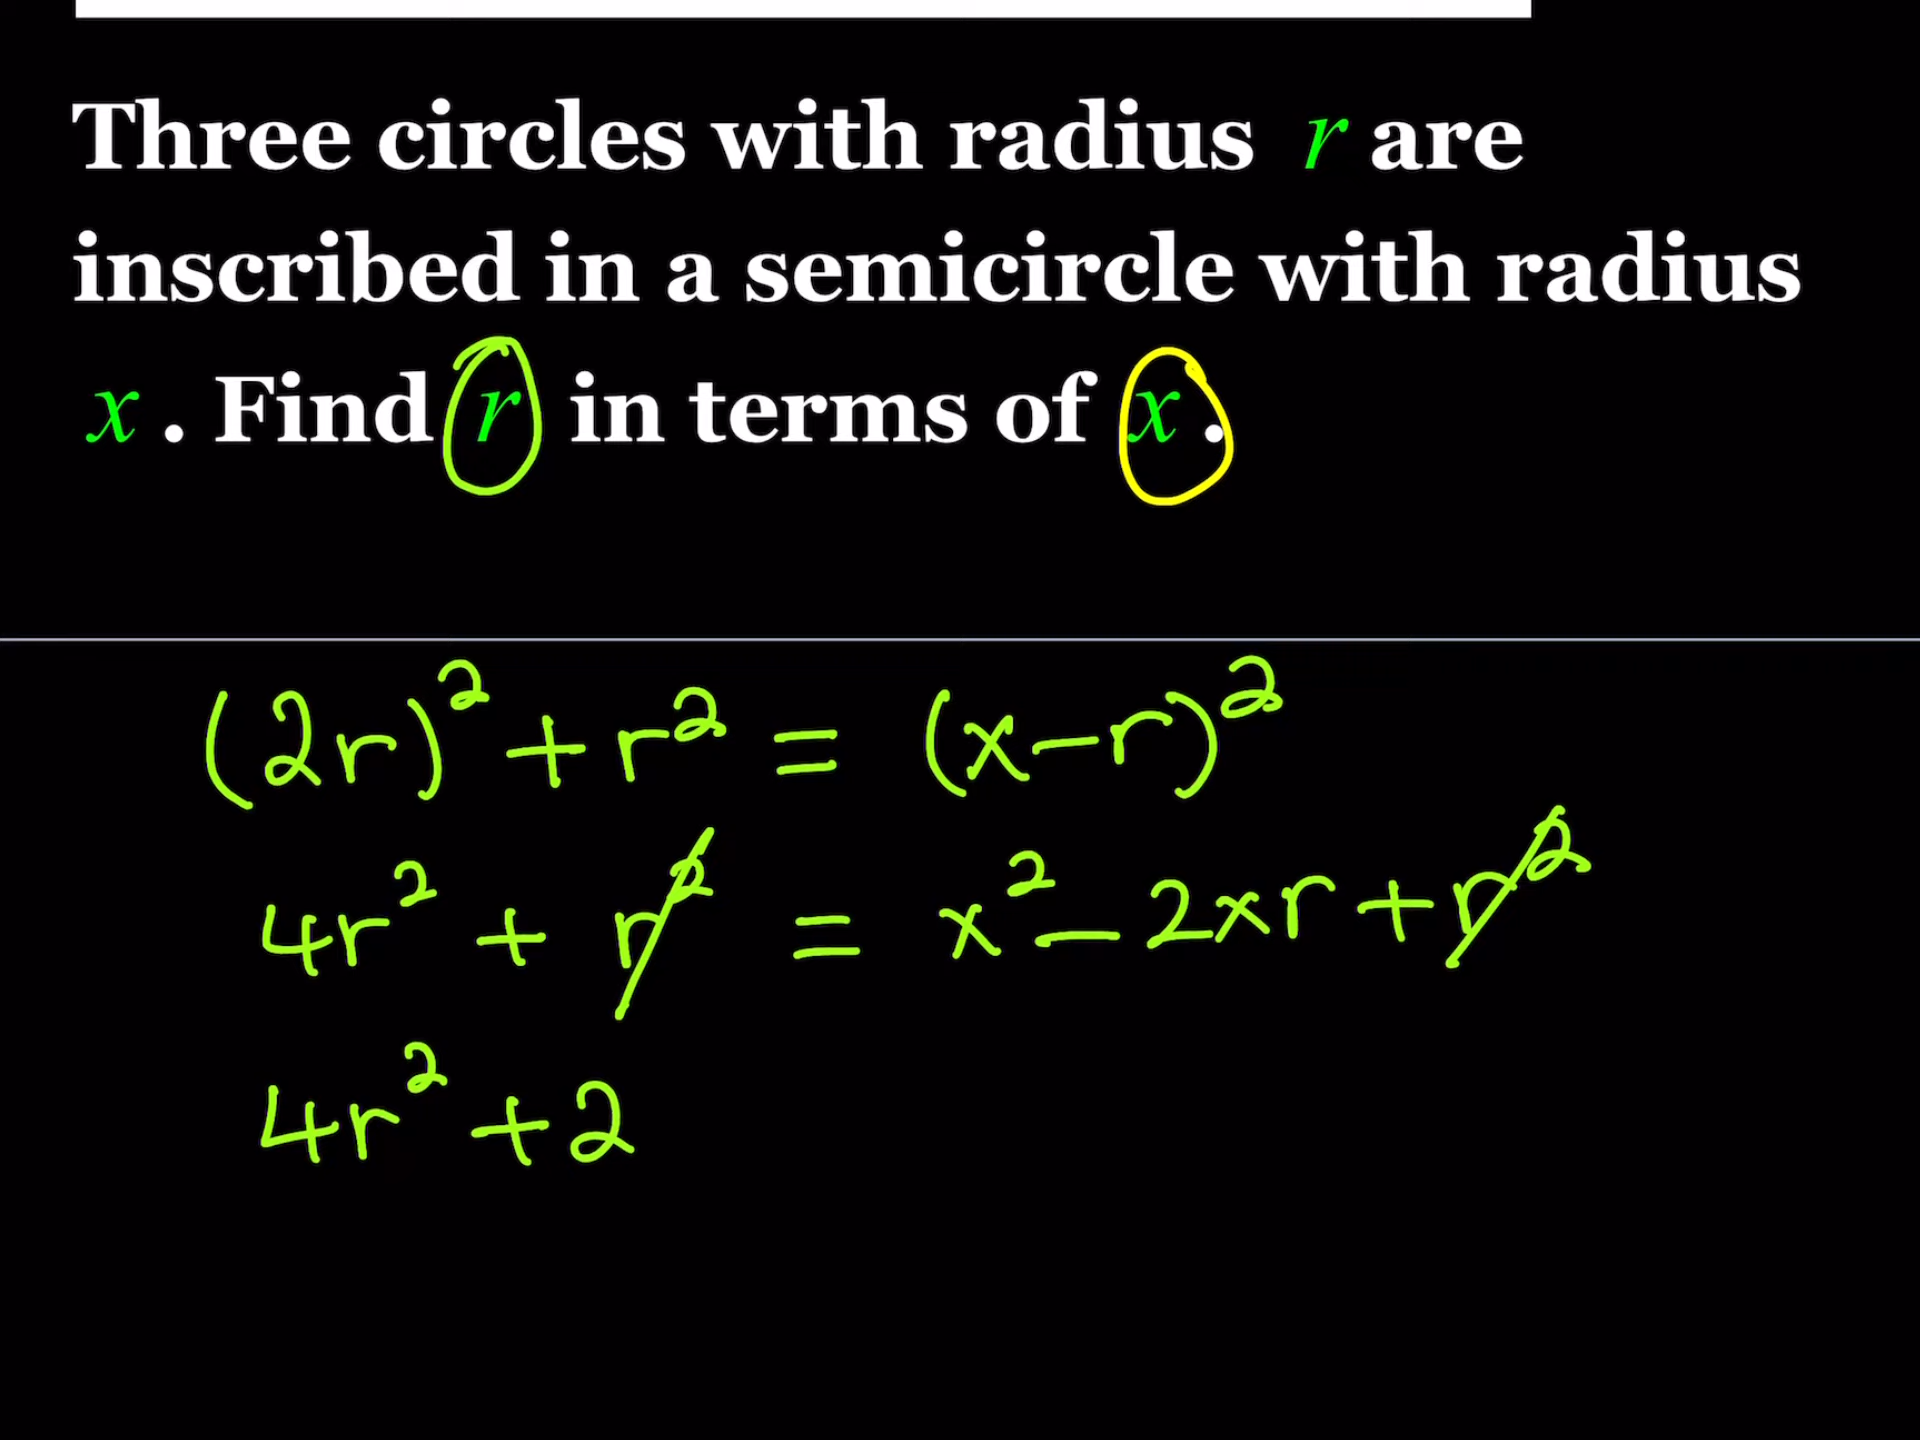 Three circles with radius r are
inscribed in a semicircle with radius
x . Find r in terms of x .
(2r)² + r² = (x-r)²
4r² + r² = x² - 2xr + r²
4r² + 2